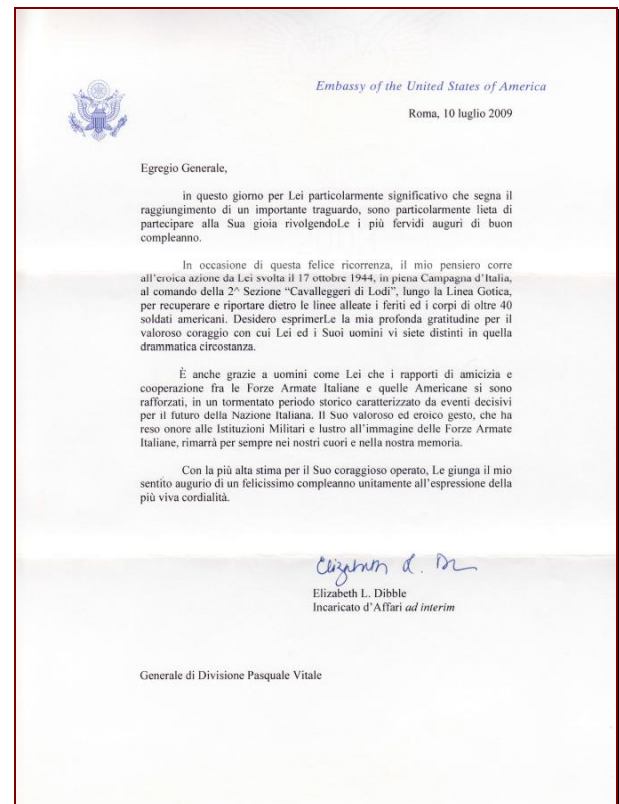 Embassy of the United States of America
Roma, 10 luglio 2009
Egregio Generale,
in questo giorno per Lei particolarmente significativo che segna il
raggiungimento di un importante traguardo, sono particolarmente lieta di
partecipare alla Sua gioia rivolgendoLe i più fervidi auguri di buon
compleanno.
In occasione di questa felice ricorrenza, il mio pensiero corre
all'eroica azione da Lei svolta il 17 ottobre 1944, in piena Campagna d'Italia,
al comando della 2^ Sezione "Cavalleggeri di Lodi", lungo la Linea Gotica,
per recuperare e riportare dietro le linee alleate i feriti ed i corpi di oltre 40
soldati americani. Desidero esprimerLe la mia profonda gratitudine per il
valoroso coraggio con cui Lei ed i Suoi uomini vi siete distinti in quella
drammatica circostanza.
È anche grazie a uomini come Lei che i rapporti di amicizia e
cooperazione fra le Forze Armate Italiane e quelle Americane si sono
rafforzati, in un tormentato periodo storico caratterizzato da eventi decisivi
per il futuro della Nazione Italiana. Il Suo valoroso ed eroico gesto, che ha
reso onore alle Istituzioni Militari e lustro all'immagine delle Forze Armate
Italiane, rimarrà per sempre nei nostri cuori e nella nostra memoria.
Con la più alta stima per il Suo coraggioso operato, Le giunga il mio
sentito augurio di un felicissimo compleanno unitamente all'espressione della
più viva cordialità.
Elizabeth L. Dibble
Incaricato d'Affari ad interim
Generale di Divisione Pasquale Vitale